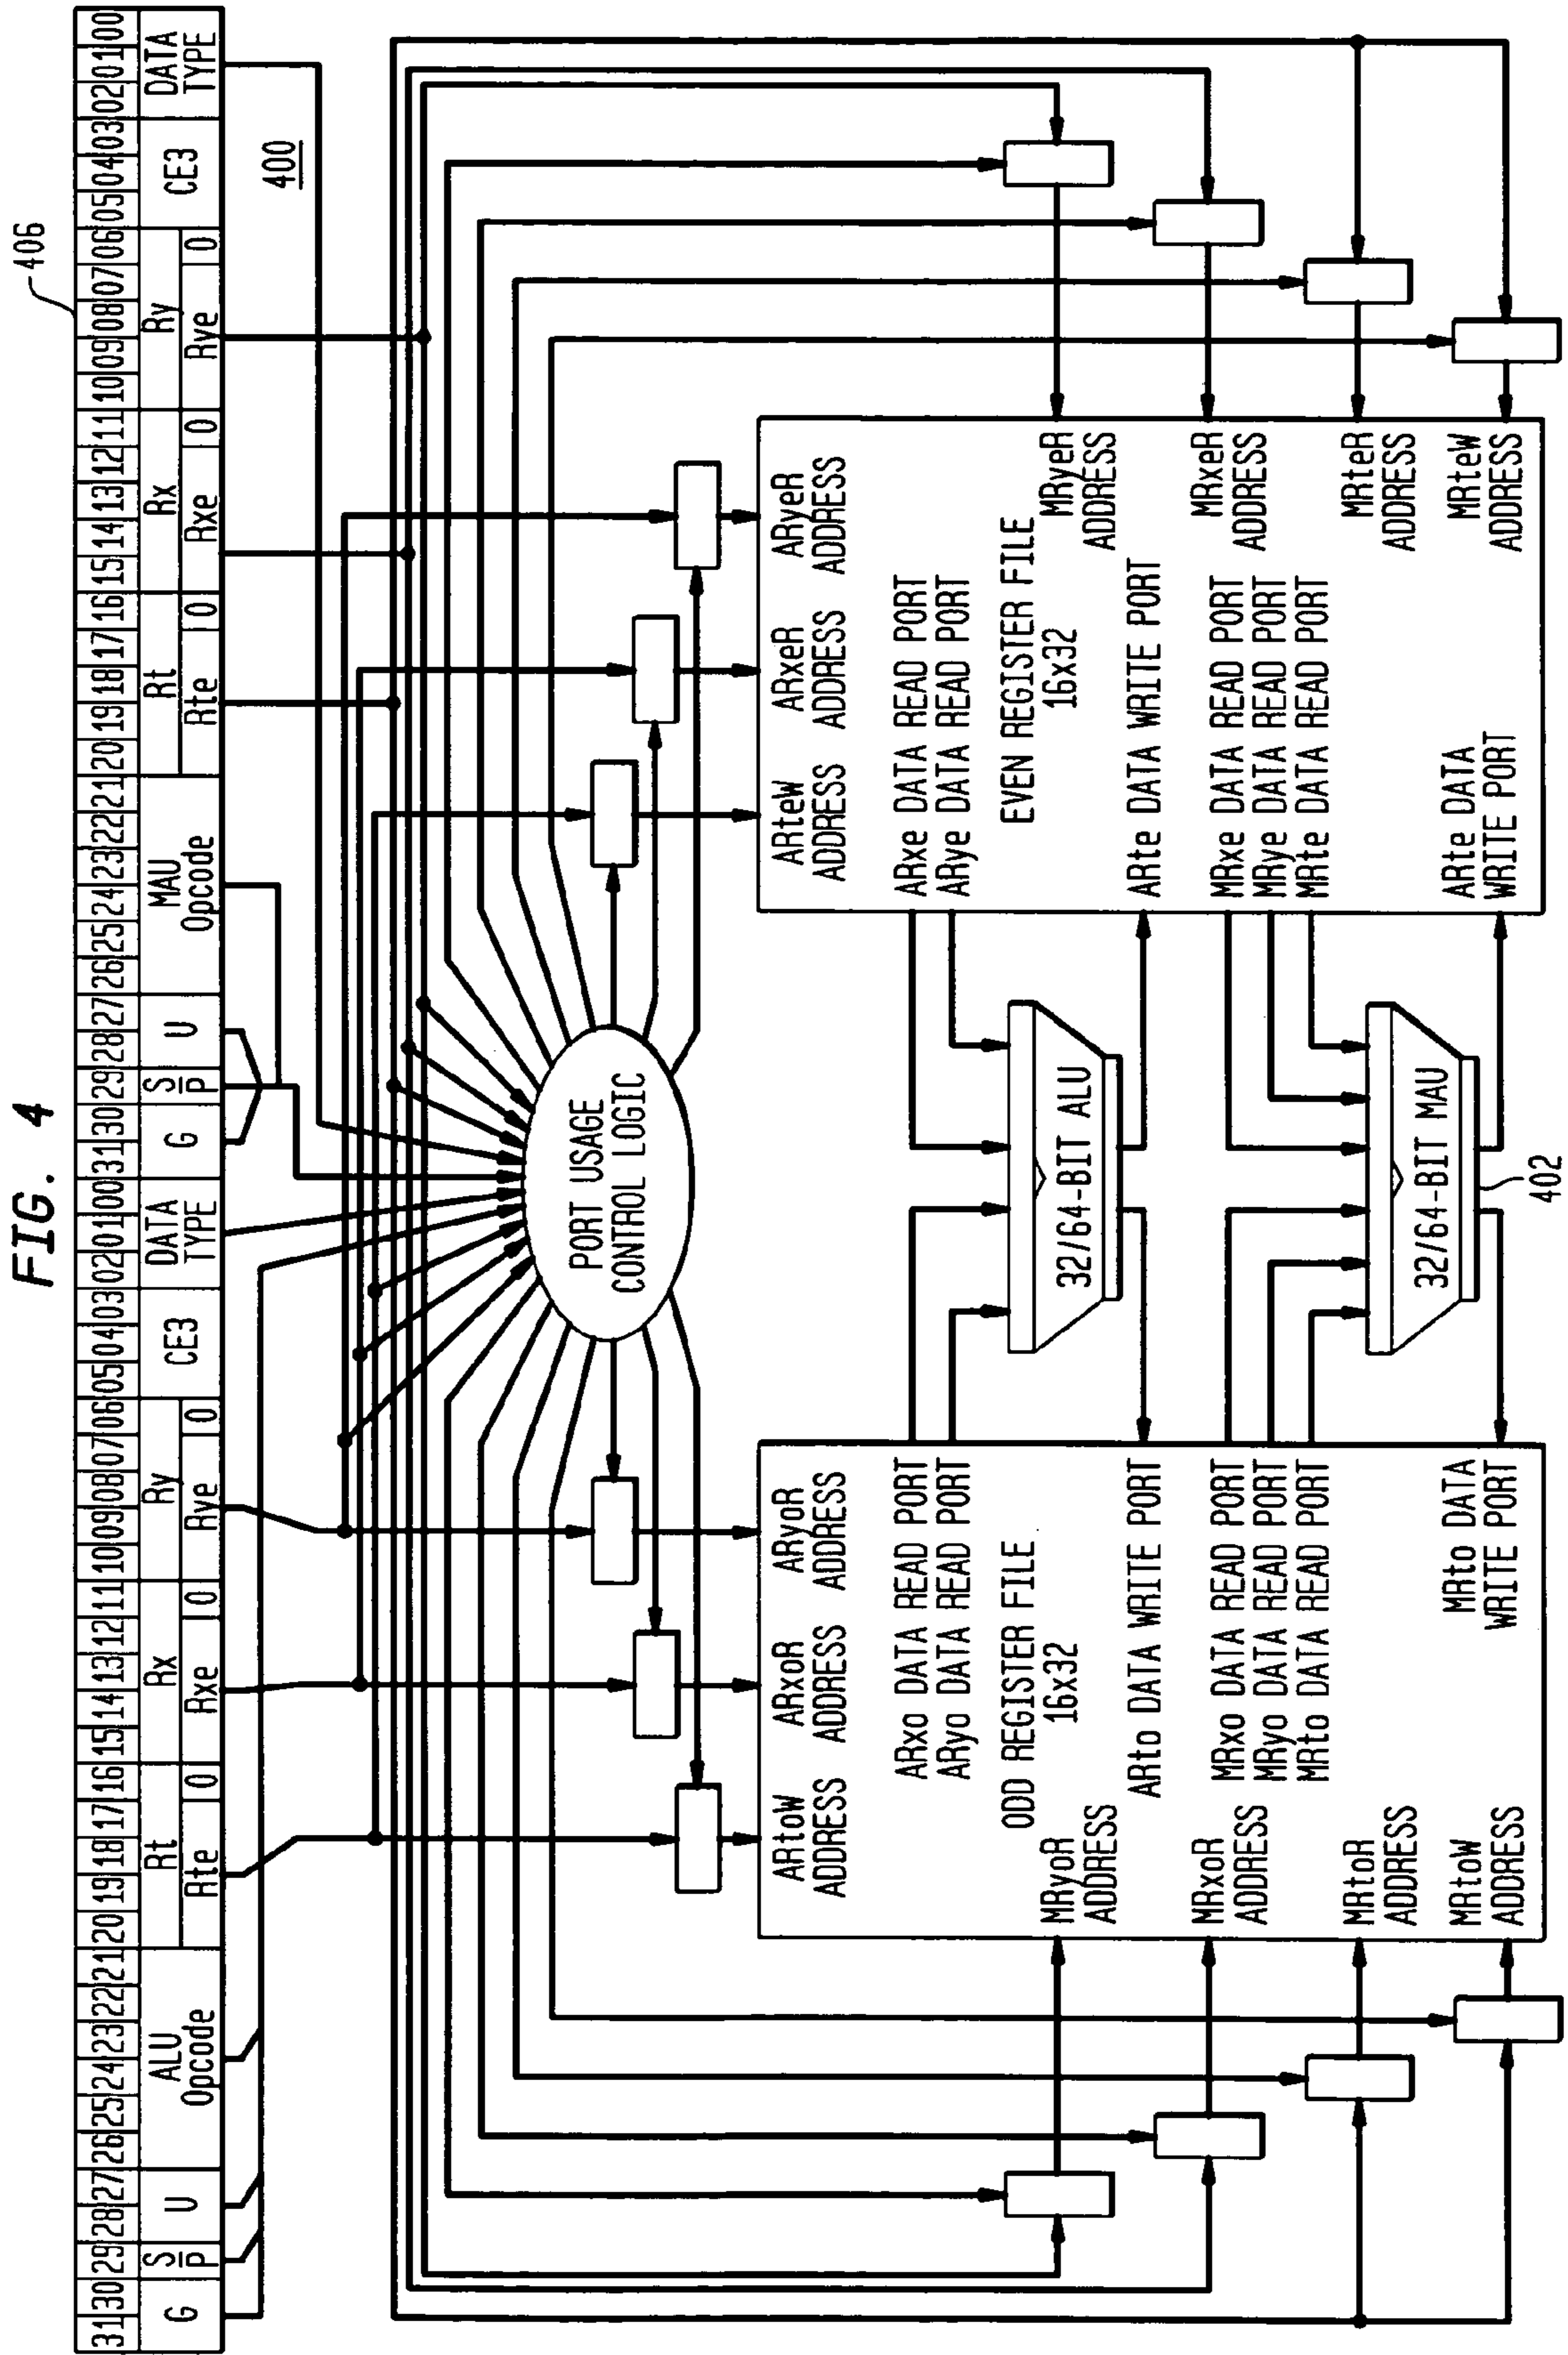 FIG. 4
406
31 30 29 28 27 26 25 24 23 22 21 20 19 18 17 16 15 14 13 12 11 10 09 08 07 06 05 04 03 02 01 00 31 30 29 28 27 26 25 24 23 22 21 20 19 18 17 16 15 14 13 12 11 10 09 08 07 06 05 04 03 02 01 00
G S/P U ALU Opcode Rt Rx Ry CE3 DATA TYPE G S/P U MAU Opcode Rt Rx Ry CE3 DATA TYPE
Rte 0 Rxe 0 Rye 0 Rte 0 Rxe 0 Rye 0
400
PORT USAGE
CONTROL LOGIC
ARtoW
ADDRESS
ARxoR
ADDRESS
ARyoR
ADDRESS
ARxo DATA READ PORT
ARyo DATA READ PORT
ODD REGISTER FILE
16x32
MRyoR
ADDRESS
ARto DATA WRITE PORT
MRxoR
ADDRESS
MRxo DATA READ PORT
MRyo DATA READ PORT
MRto DATA READ PORT
MRtoR
ADDRESS
MRtoW
ADDRESS
MRto DATA
WRITE PORT
32/64-BIT ALU
32/64-BIT MAU
402
ARteW
ADDRESS
ARxeR
ADDRESS
ARyeR
ADDRESS
ARxe DATA READ PORT
ARye DATA READ PORT
EVEN REGISTER FILE
16x32
MRyeR
ADDRESS
ARte DATA WRITE PORT
MRxeR
ADDRESS
MRxe DATA READ PORT
MRye DATA READ PORT
MRte DATA READ PORT
MRteR
ADDRESS
ARte DATA
WRITE PORT
MRteW
ADDRESS